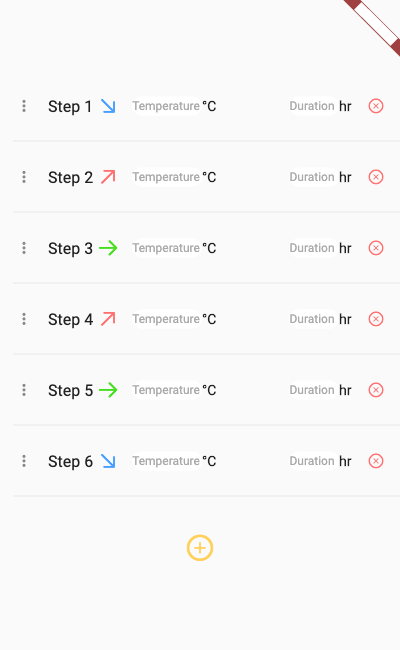 Step 1 Temperature °C Duration hr
Step 2 Temperature °C Duration hr
Step 3 Temperature °C Duration hr
Step 4 Temperature °C Duration hr
Step 5 Temperature °C Duration hr
Step 6 Temperature °C Duration hr